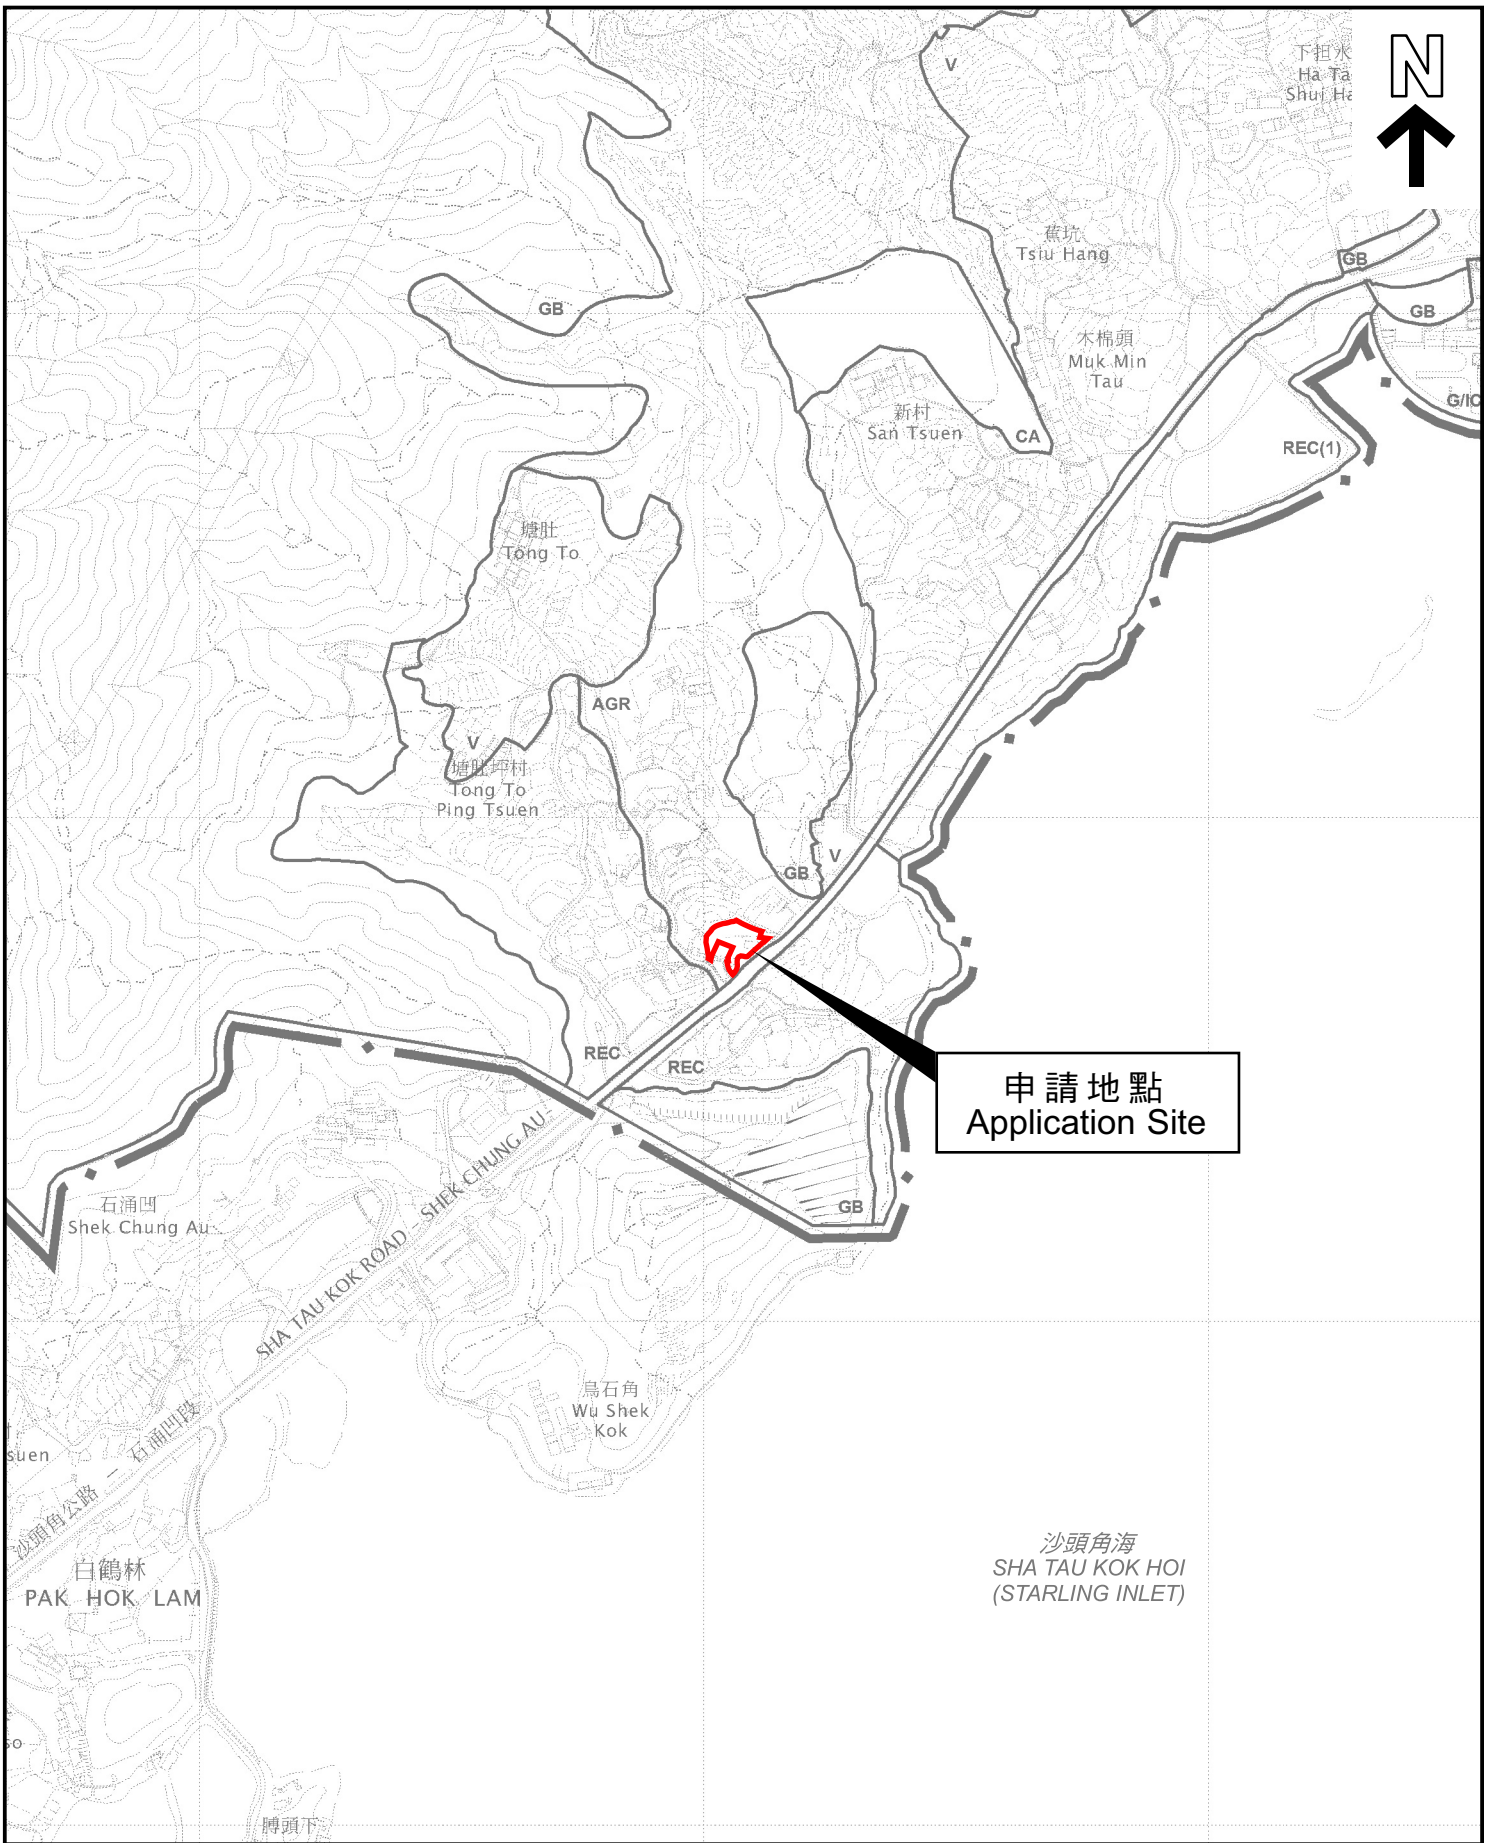 N
V
下担水
Ha Ta
Shui Ha
蕉坑
Tsiu Hang
GB
GB
GB
木棉頭
Muk Min
Tau
新村
San Tsuen
CA
G/IC
REC(1)
塘肚
Tong To
AGR
V
塘肚坪村
Tong To
Ping Tsuen
GB
V
REC
REC
申請地點
Application Site
GB
石涌凹
Shek Chung Au
SHA TAU KOK ROAD - SHEK CHUNG AU
沙頭角公路 - 石涌凹段
烏石角
Wu Shek
Kok
suen
白鶴林
PAK HOK LAM
沙頭角海
SHA TAU KOK HOI
(STARLING INLET)
so
膊頭下